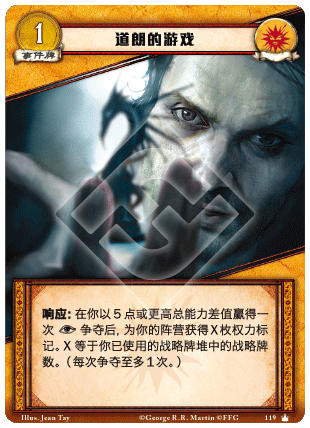 1
道朗的游戏
事件牌
响应: 在你以5点或更高总能力差值赢得一
次 争夺后, 为你的阵营获得X枚权力标
记。X 等于你已使用的战略牌堆中的战略牌
数。（每次争夺至多1次。）
Illus. Jean Tay ©George R.R. Martin ©FFG 119